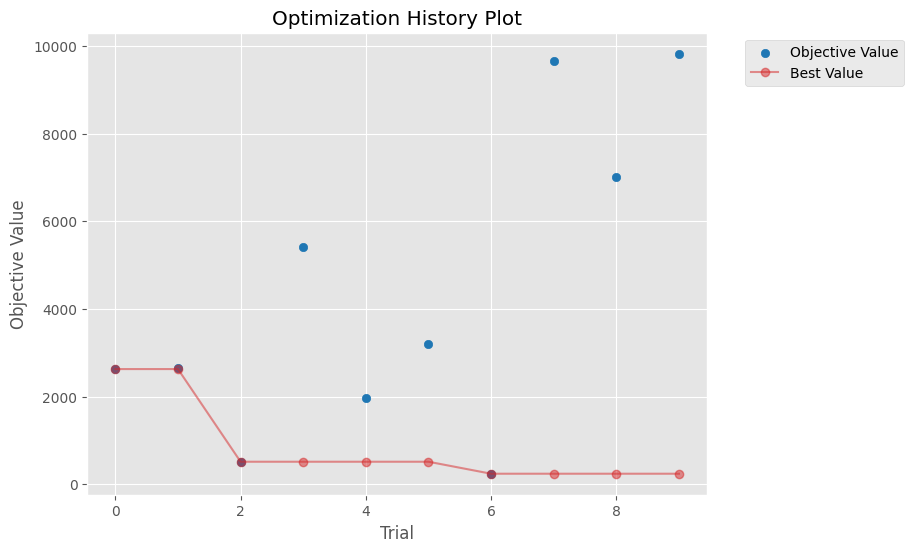 Optimization History Plot
Objective Value
Best Value
10000
8000
6000
4000
2000
0
Objective Value
0 2 4 6 8
Trial